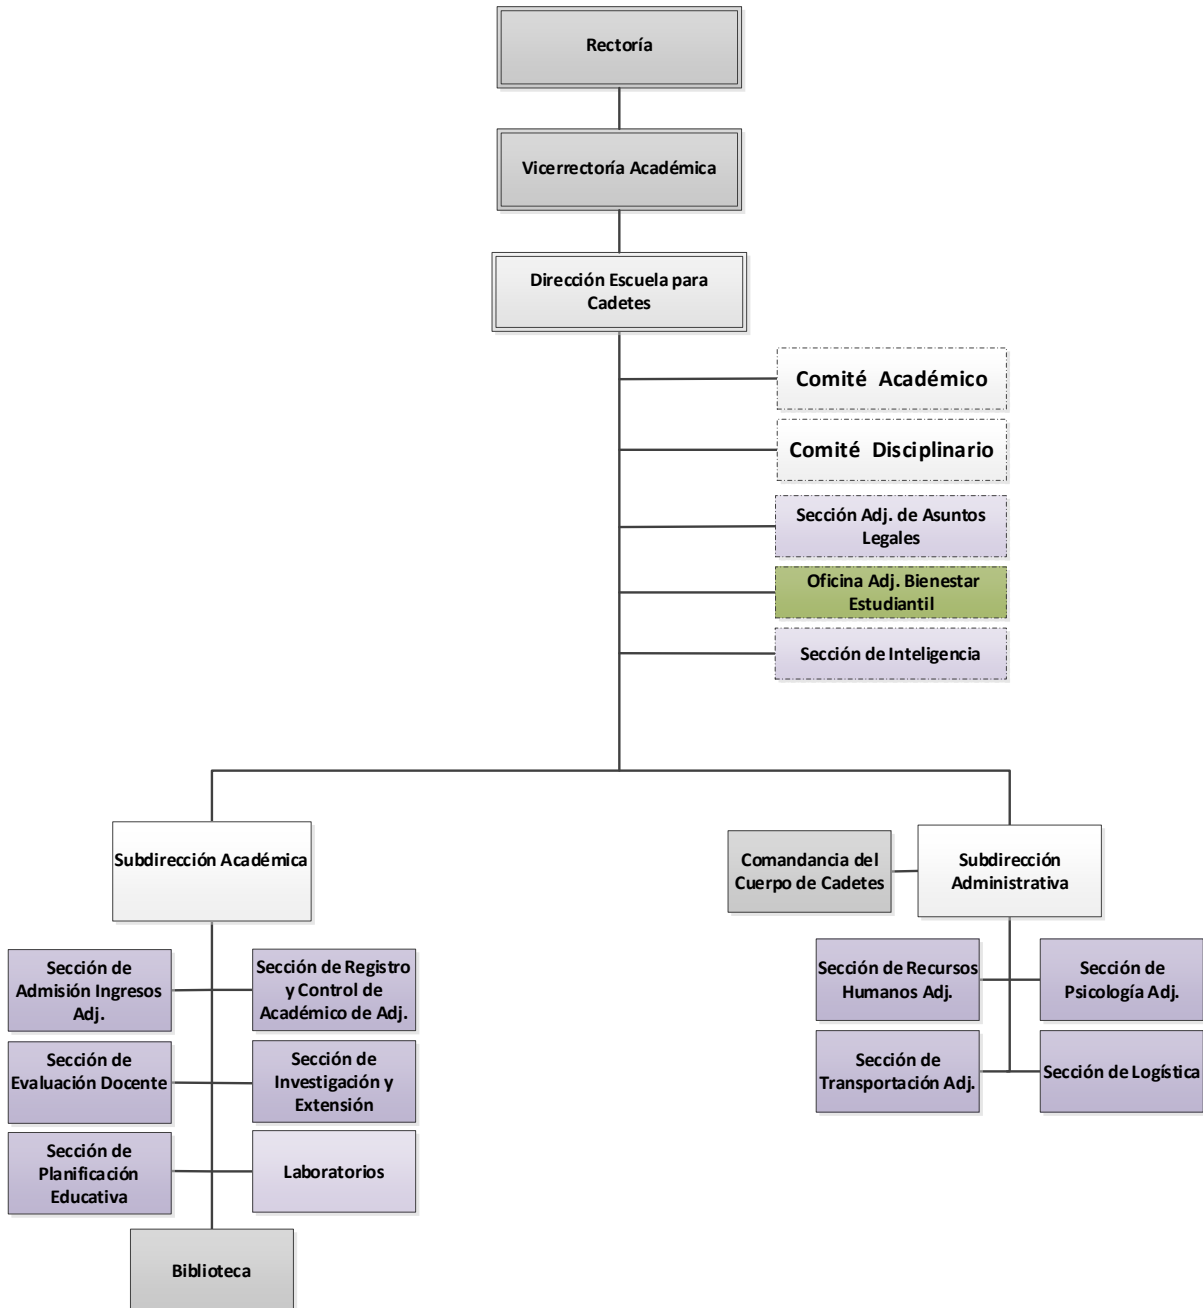 Rectoría
Vicerrectoría Académica
Dirección Escuela para
Cadetes
Comité Académico
Comité Disciplinario
Sección Adj. de Asuntos
Legales
Oficina Adj. Bienestar
Estudiantil
Sección de Inteligencia
Subdirección Académica
Comandancia del
Cuerpo de Cadetes
Subdirección
Administrativa
Sección de
Admisión Ingresos
Adj.
Sección de Registro
y Control de
Académico de Adj.
Sección de Recursos
Humanos Adj.
Sección de
Psicología Adj.
Sección de
Evaluación Docente
Sección de
Investigación y
Extensión
Sección de
Transportación Adj.
Sección de Logística
Sección de
Planificación
Educativa
Laboratorios
Biblioteca